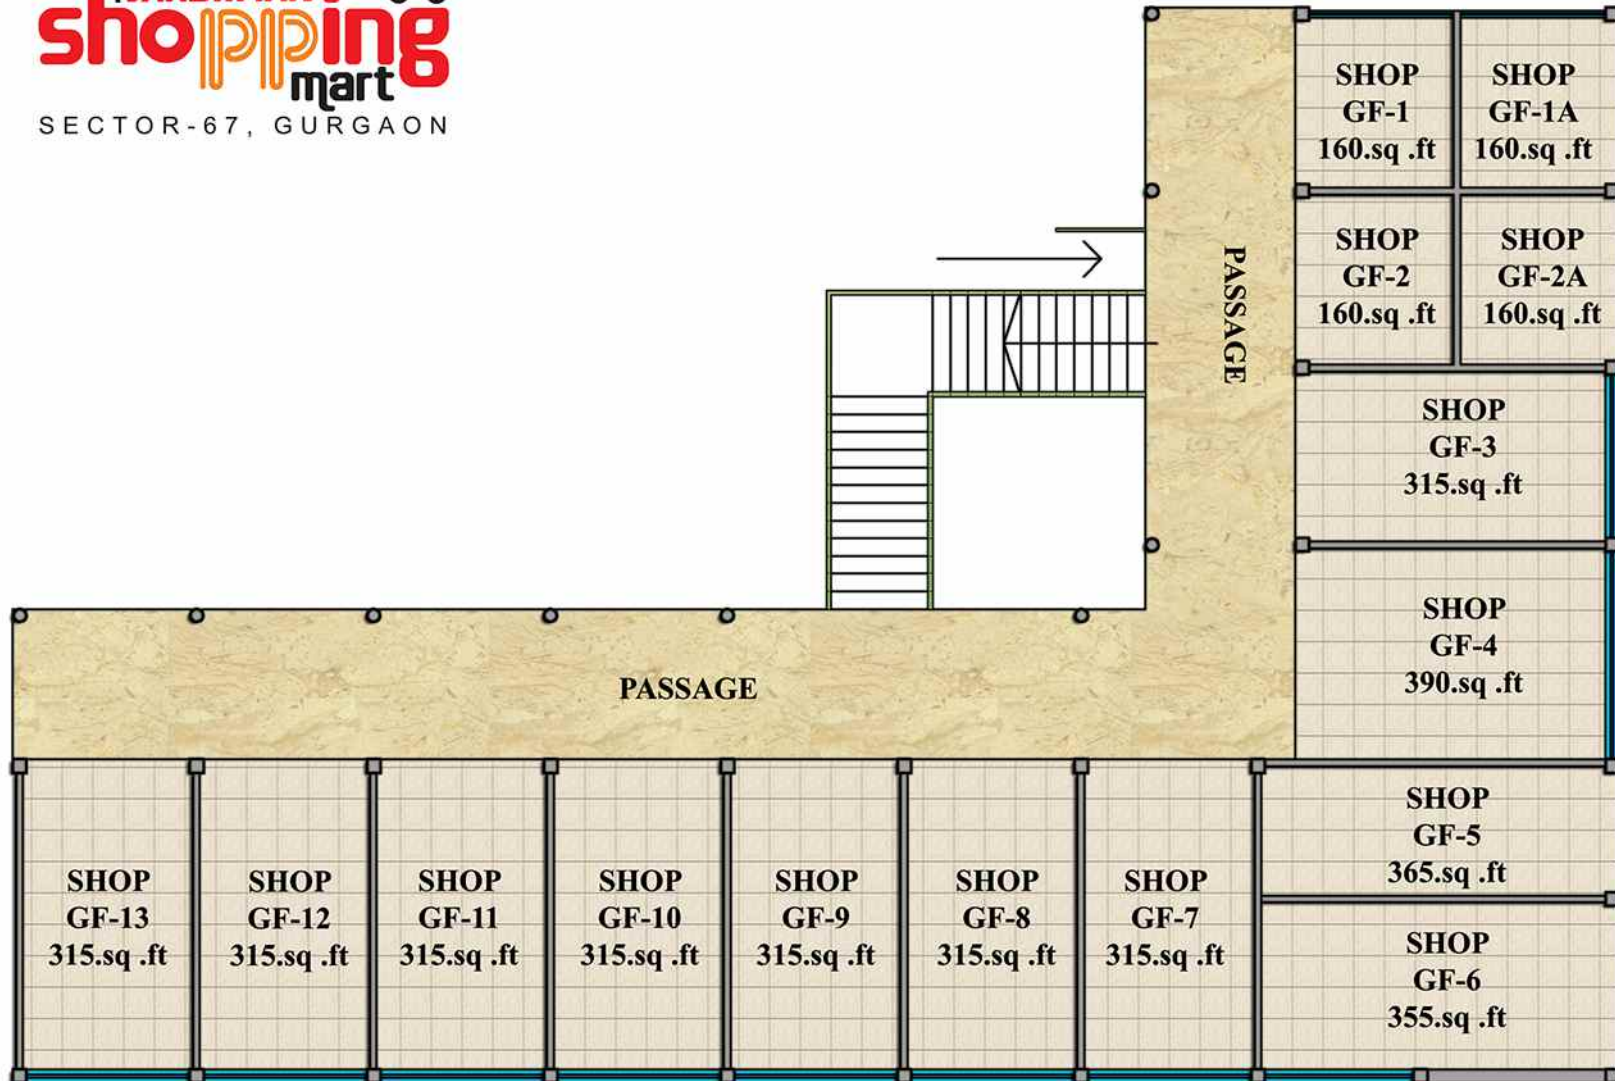 shopping
mart
SECTOR-67, GURGAON
SHOP
GF-1
160.sq .ft
SHOP
GF-1A
160.sq .ft
SHOP
GF-2
160.sq .ft
SHOP
GF-2A
160.sq .ft
PASSAGE
SHOP
GF-3
315.sq .ft
SHOP
GF-4
390.sq .ft
PASSAGE
SHOP
GF-5
365.sq .ft
SHOP
GF-6
355.sq .ft
SHOP
GF-13
315.sq .ft
SHOP
GF-12
315.sq .ft
SHOP
GF-11
315.sq .ft
SHOP
GF-10
315.sq .ft
SHOP
GF-9
315.sq .ft
SHOP
GF-8
315.sq .ft
SHOP
GF-7
315.sq .ft